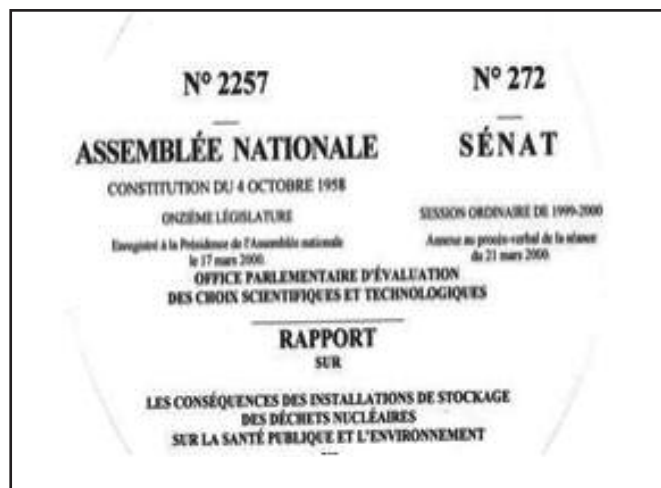 N° 2257
ASSEMBLÉE NATIONALE
CONSTITUTION DU 4 OCTOBRE 1958
ONZIÈME LÉGISLATURE
Enregistré à la Présidence de l'Assemblée nationale
le 17 mars 2000.
N° 272
SÉNAT
SESSION ORDINAIRE DE 1999-2000
Annexe au procès-verbal de la séance
du 21 mars 2000.
OFFICE PARLEMENTAIRE D'ÉVALUATION
DES CHOIX SCIENTIFIQUES ET TECHNOLOGIQUES
RAPPORT
SUR
LES CONSÉQUENCES DES INSTALLATIONS DE STOCKAGE
DES DÉCHETS NUCLÉAIRES
SUR LA SANTÉ PUBLIQUE ET L'ENVIRONNEMENT